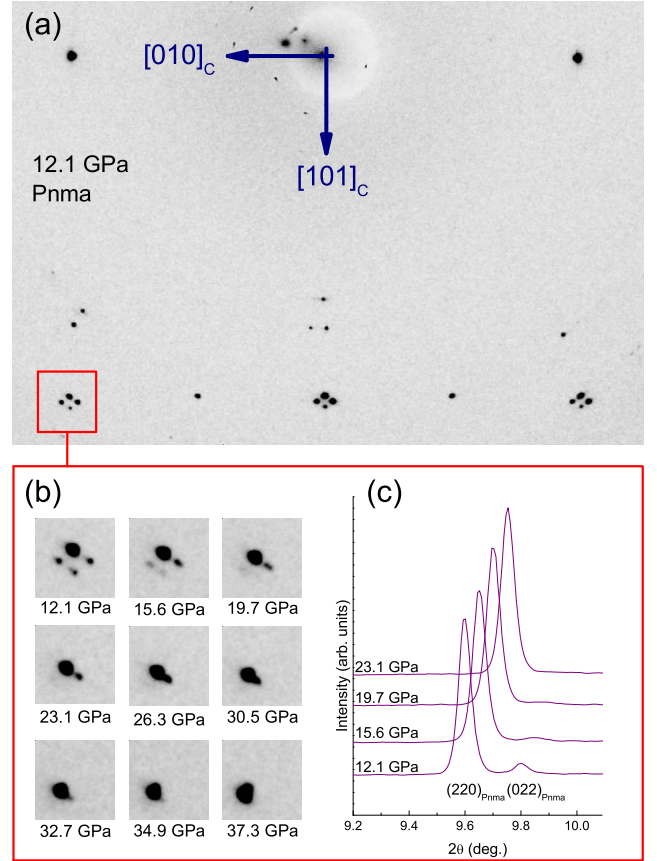 (a)
[010]C
[101]C
12.1 GPa
Pnma
(b)
12.1 GPa 15.6 GPa 19.7 GPa
23.1 GPa 26.3 GPa 30.5 GPa
32.7 GPa 34.9 GPa 37.3 GPa
(c)
Intensity (arb. units)
23.1 GPa
19.7 GPa
15.6 GPa
12.1 GPa
(220)Pnma (022)Pnma
9.2 9.4 9.6 9.8 10.0
2θ (deg.)